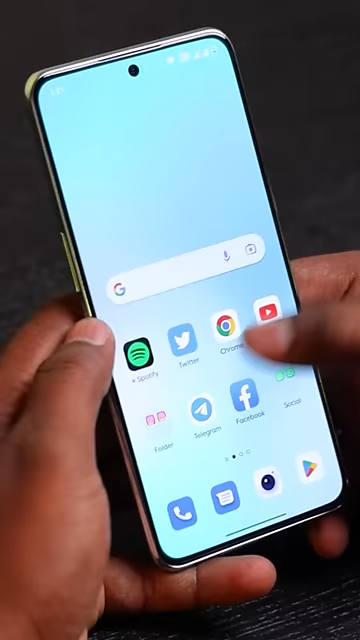 G
Spotify
Twitter
Chrome
Folder
Telegram
Facebook
Social